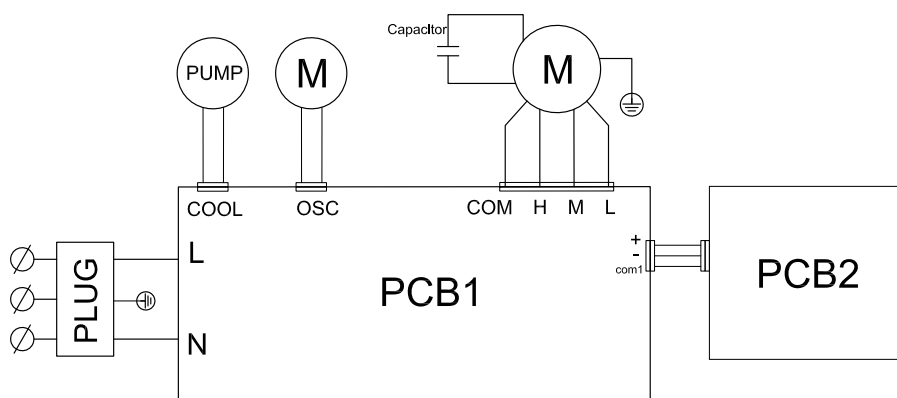 Capacitor
PUMP
M
M
COOL
OSC
COM
H
M
L
PLUG
L
N
PCB1
+
-
com1
PCB2